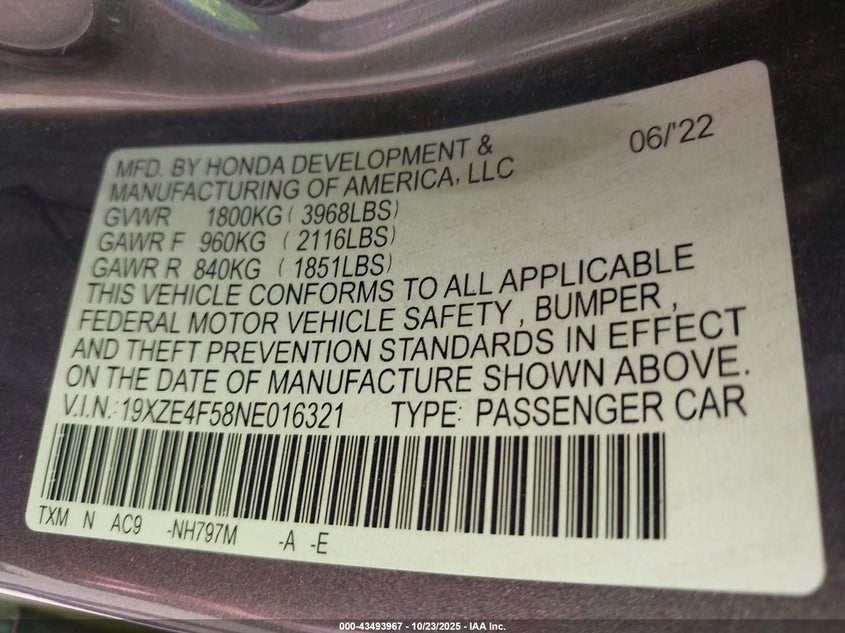 06/'22
MFD. BY HONDA DEVELOPMENT &
MANUFACTURING OF AMERICA, LLC
GVWR 1800KG ( 3968LBS)
GAWR F 960KG ( 2116LBS)
GAWR R 840KG ( 1851LBS)
THIS VEHICLE CONFORMS TO ALL APPLICABLE
FEDERAL MOTOR VEHICLE SAFETY , BUMPER ,
AND THEFT PREVENTION STANDARDS IN EFFECT
ON THE DATE OF MANUFACTURE SHOWN ABOVE.
V.I.N.: 19XZE4F58NE016321 TYPE: PASSENGER CAR
TXM N AC9 -NH797M -A -E
000-43493967 - 10/23/2025 - IAA Inc.